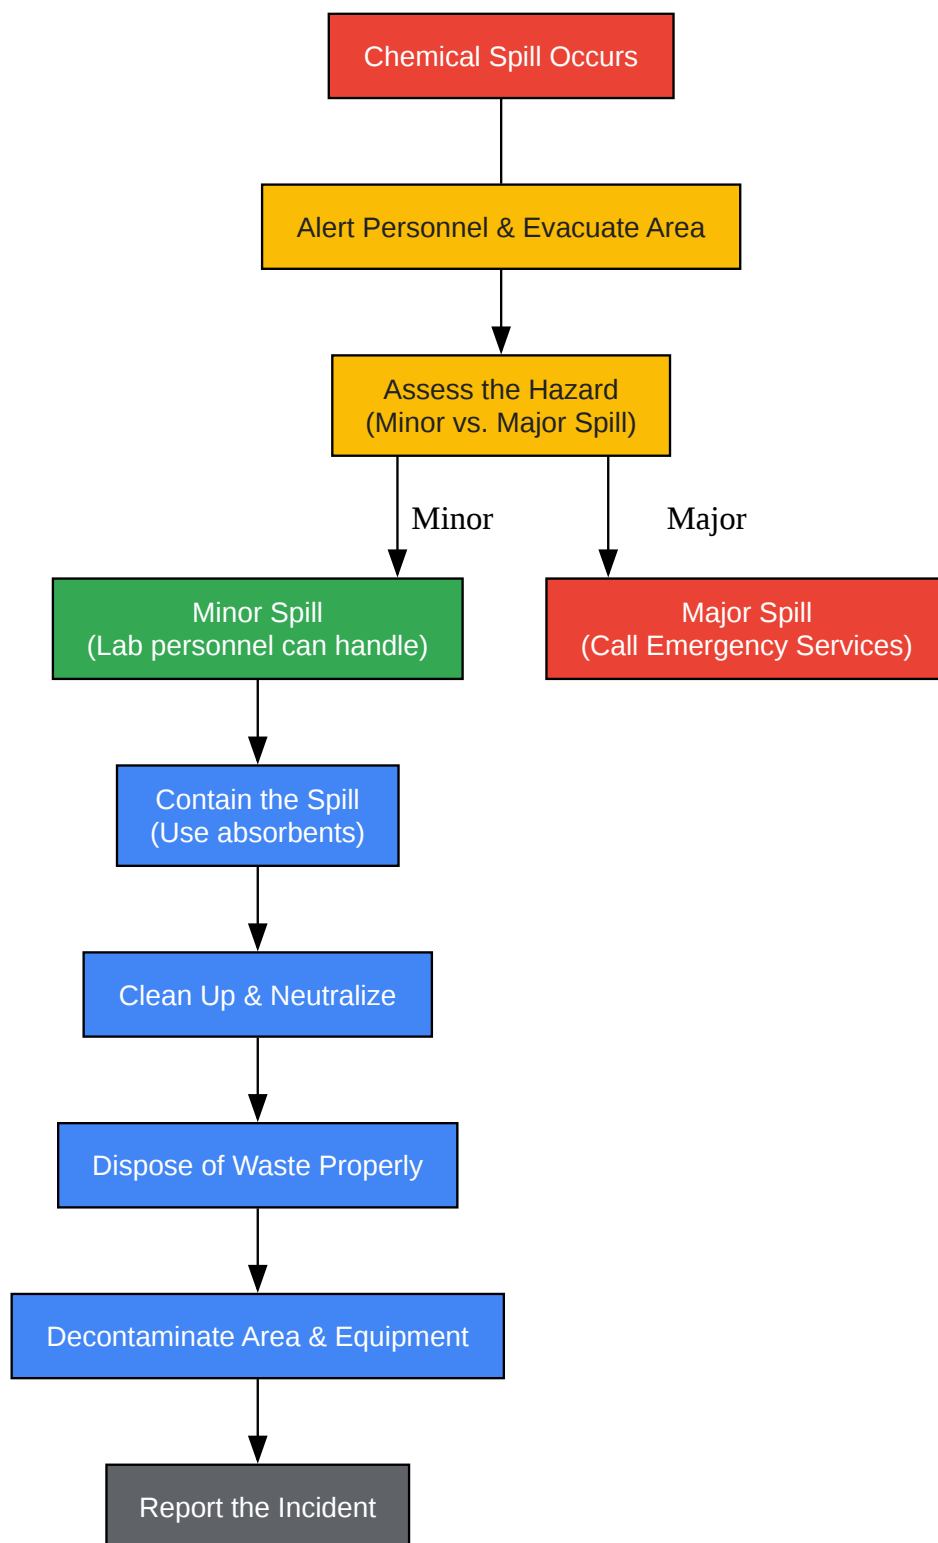 Chemical Spill Occurs
Alert Personnel & Evacuate Area
Assess the Hazard
(Minor vs. Major Spill)
Minor
Major
Minor Spill
(Lab personnel can handle)
Major Spill
(Call Emergency Services)
Contain the Spill
(Use absorbents)
Clean Up & Neutralize
Dispose of Waste Properly
Decontaminate Area & Equipment
Report the Incident